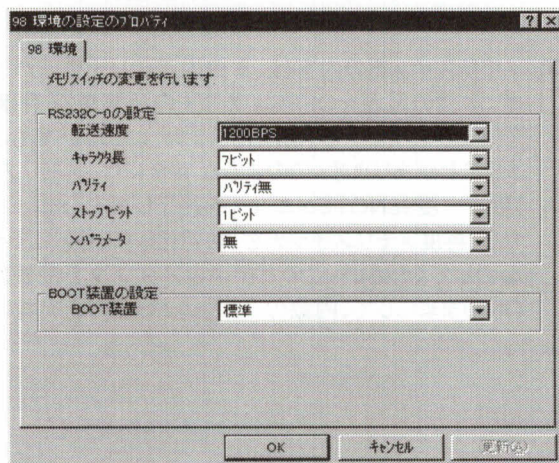 98 環境の設定のプロパティ
98 環境
メモリスイッチの変更を行います
RS232C-0の設定
転送速度 1200BPS
キャラクタ長 7ビット
パリティ パリティ無
ストップビット 1ビット
Xパラメータ 無
BOOT装置の設定
BOOT装置 標準
OK キャンセル 更新(A)